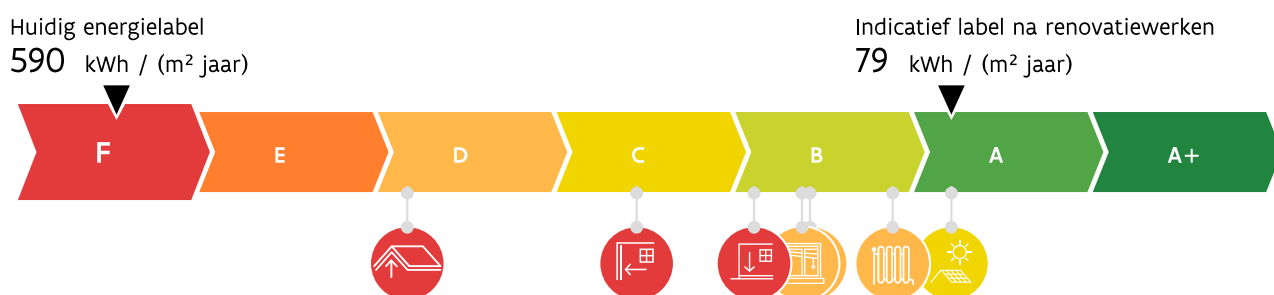 Huidig energielabel
590 kWh / (m² jaar)
Indicatief label na renovatiewerken
79 kWh / (m² jaar)
F E D C B A A+